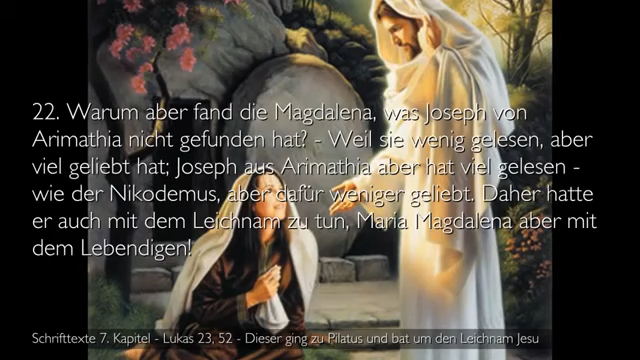 22. Warum aber fand die Magdalena, was Joseph von
Arimathia nicht gefunden hat? - Weil sie wenig gelesen, aber
viel geliebt hat; Joseph aus Arimathia aber hat viel gelesen -
wie der Nikodemus, aber dafür weniger geliebt. Daher hatte
er auch mit dem Leichnam zu tun, Maria Magdalena aber mit
dem Lebendigen!
Schrifttexte 7. Kapitel - Lukas 23, 52 - Dieser ging zu Pilatus und bat um den Leichnam Jesu